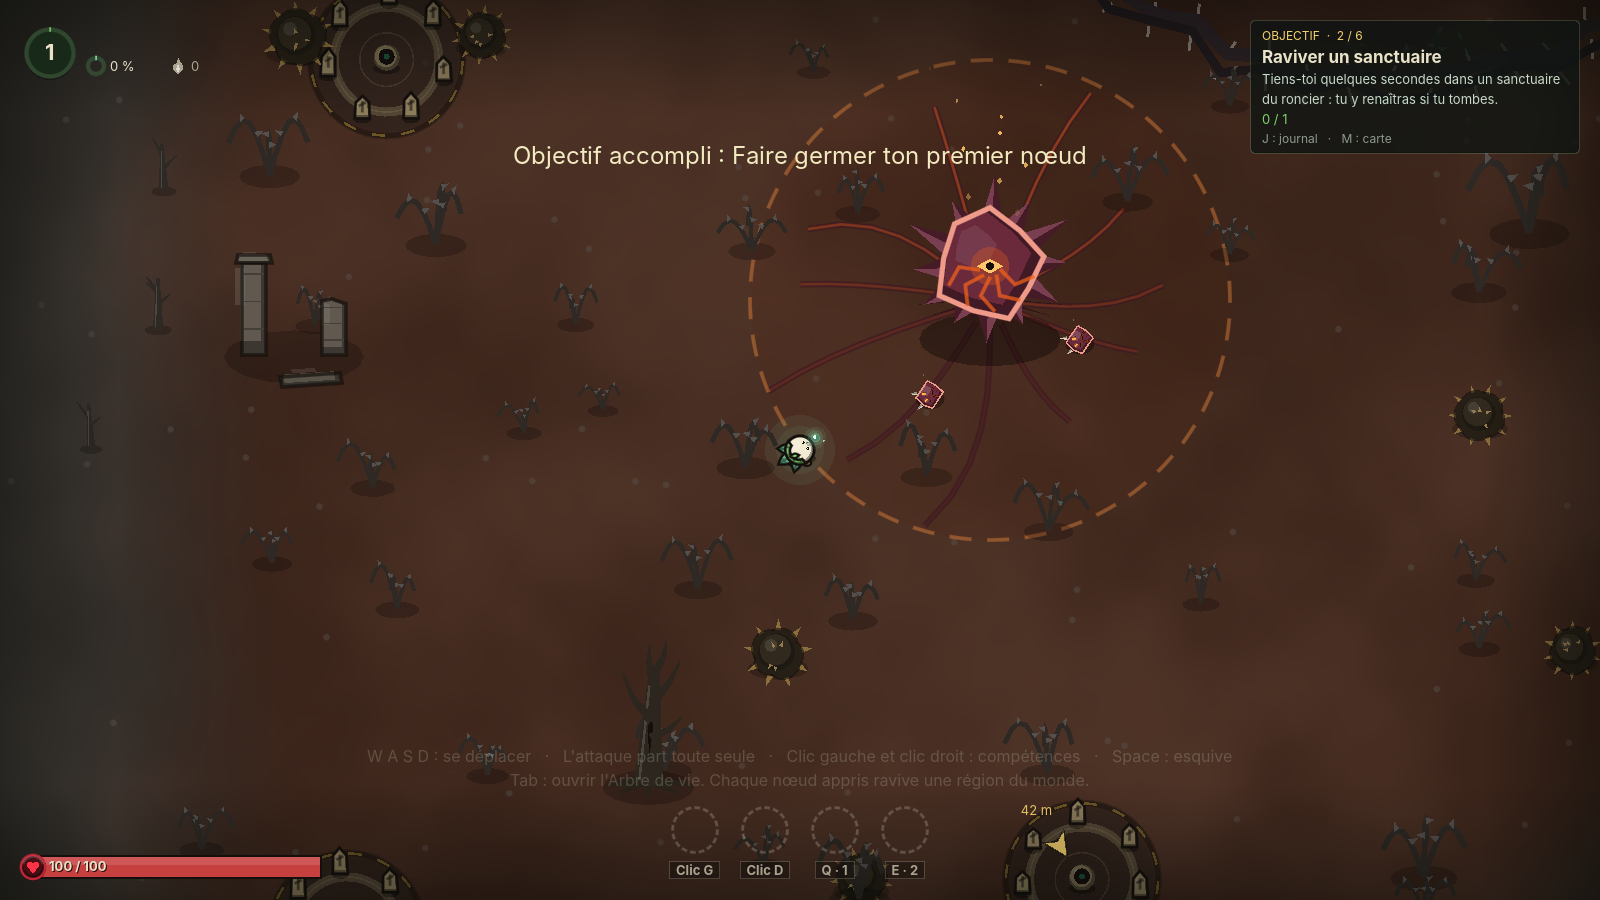 1
0 %
0
OBJECTIF · 2 / 6
Raviver un sanctuaire
Tiens-toi quelques secondes dans un sanctuaire
du roncier : tu y renaîtras si tu tombes.
0 / 1
J : journal · M : carte
Objectif accompli : Faire germer ton premier nœud
W A S D : se déplacer · L'attaque part toute seule · Clic gauche et clic droit : compétences · Space : esquive
Tab : ouvrir l'Arbre de vie. Chaque nœud appris ravive une région du monde.
42 m
100 / 100
Clic G
Clic D
Q · 1
E · 2